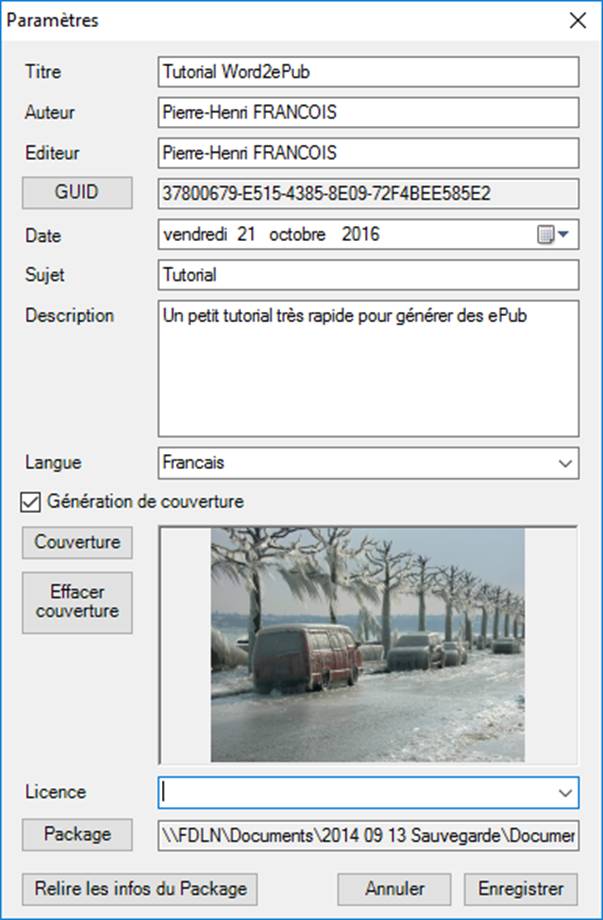 Paramètres
Titre
Tutorial Word2ePub
Auteur
Pierre-Henri FRANCOIS
Editeur
Pierre-Henri FRANCOIS
GUID
37800679-E515-4385-8E09-72F4BEE585E2
Date
vendredi 21 octobre 2016
Sujet
Tutorial
Description
Un petit tutorial très rapide pour générer des ePub
Langue
Francais
Génération de couverture
Couverture
Effacer
couverture
Licence
Package
\\FDLN\Documents\2014 09 13 Sauvegarde\Documer
Relire les infos du Package
Annuler
Enregistrer